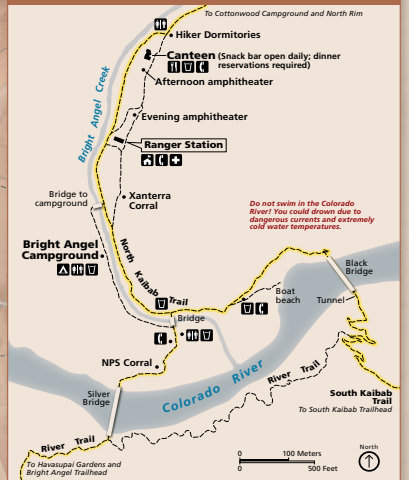 To Cottonwood Campground and North Rim
Hiker Dormitories
Canteen (Snack bar open daily; dinner
reservations required)
Afternoon amphitheater
Bright Angel Creek
Evening amphitheater
Ranger Station
Bridge to
campground
Xanterra
Corral
Do not swim in the Colorado
River! You could drown due to
dangerous currents and extremely
cold water temperatures.
Bright Angel
Campground
North Kaibab Trail
Black
Bridge
Boat
beach
Tunnel
Bridge
NPS Corral
Silver
Bridge
Colorado River
River Trail
South Kaibab
Trail
To South Kaibab Trailhead
River Trail
To Havasupai Gardens and
Bright Angel Trailhead
North
0 100 Meters
0 500 Feet